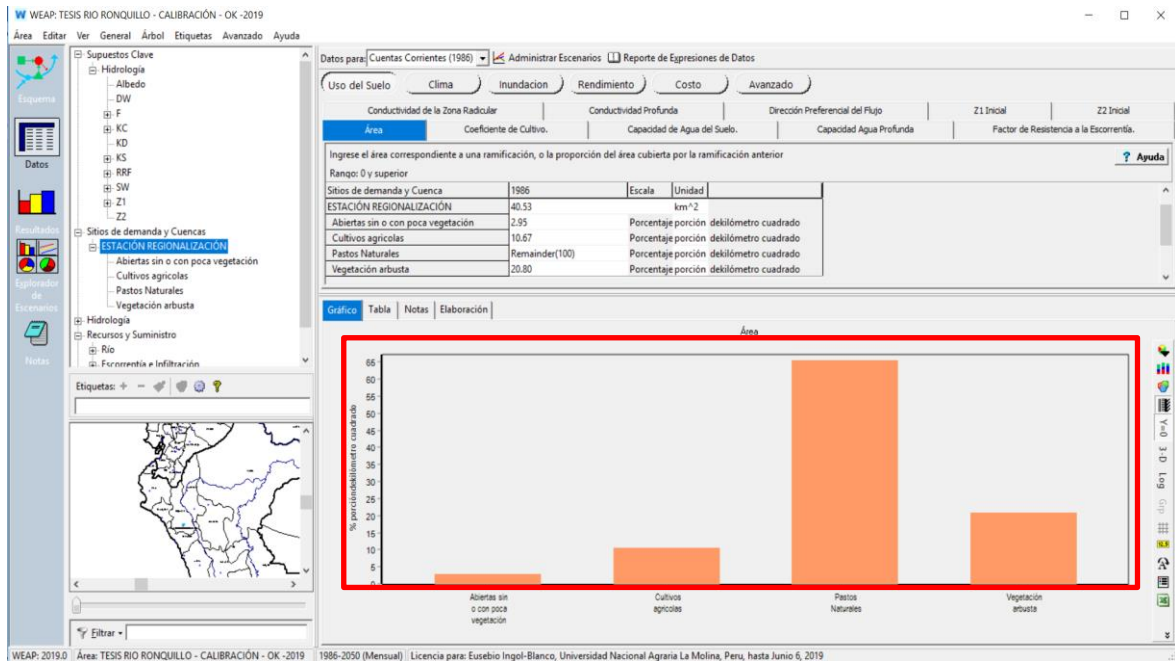 WEAP: TESIS RIO RONQUILLO - CALIBRACIÓN - OK -2019
Área Editar Ver General Árbol Etiquetas Avanzado Ayuda
Esquema
Datos
Resultados
Explorador de Escenarios
Notas
Supuestos Clave
Hidrología
Albedo
DW
F
KC
KD
KS
RRF
SW
Z1
Z2
Sitios de demanda y Cuencas
ESTACIÓN REGIONALIZACIÓN
Abiertas sin o con poca vegetación
Cultivos agricolas
Pastos Naturales
Vegetación arbusta
Hidrología
Recursos y Suministro
Río
Escorrentía e Infiltración
Etiquetas:
Filtrar
Datos para: Cuentas Corrientes (1986) Administrar Escenarios Reporte de Expresiones de Datos
Uso del Suelo Clima Inundacion Rendimiento Costo Avanzado
Conductividad de la Zona Radicular Conductividad Profunda Dirección Preferencial del Flujo Z1 Inicial Z2 Inicial
Área Coeficiente de Cultivo. Capacidad de Agua del Suelo. Capacidad Agua Profunda Factor de Resistencia a la Escorrentía.
Ingrese el área correspondiente a una ramificación, o la proporción del área cubierta por la ramificación anterior
? Ayuda
Rango: 0 y superior
Sitios de demanda y Cuenca 1986 Escala Unidad
ESTACIÓN REGIONALIZACIÓN 40.53 km^2
Abiertas sin o con poca vegetación 2.95 Porcentaje porción dekilómetro cuadrado
Cultivos agricolas 10.67 Porcentaje porción dekilómetro cuadrado
Pastos Naturales Remainder(100) Porcentaje porción dekilómetro cuadrado
Vegetación arbusta 20.80 Porcentaje porción dekilómetro cuadrado
Gráfico Tabla Notas Elaboración
Área
% porcióndekilómetro cuadrado
65
60
55
50
45
40
35
30
25
20
15
10
5
0
Abiertas sin o con poca vegetación
Cultivos agricolas
Pastos Naturales
Vegetación arbusta
Y=0
3-D
Log
Grp
WEAP: 2019.0 Área: TESIS RIO RONQUILLO - CALIBRACIÓN - OK -2019 1986-2050 (Mensual) Licencia para: Eusebio Ingol-Blanco, Universidad Nacional Agraria La Molina, Peru, hasta Junio 6, 2019